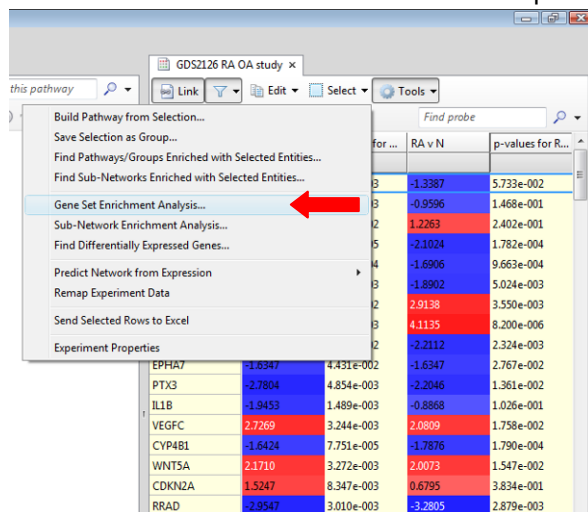 GDS2126 RA OA study ×
this pathway
Link Edit Select Tools
Find probe
for ... RA v N p-values for R...
Build Pathway from Selection...
Save Selection as Group...
Find Pathways/Groups Enriched with Selected Entities...
Find Sub-Networks Enriched with Selected Entities...
Gene Set Enrichment Analysis...
Sub-Network Enrichment Analysis...
Find Differentially Expressed Genes...
Predict Network from Expression
Remap Experiment Data
Send Selected Rows to Excel
Experiment Properties
3 -1.3387 5.733e-002
3 -0.9596 1.468e-001
2 1.2263 2.402e-001
5 -2.1024 1.782e-004
4 -1.6906 9.663e-004
3 -1.8902 5.024e-003
2 2.9138 3.550e-003
3 4.1135 8.200e-006
2 -2.2112 2.324e-003
EPHA7 -1.6347 4.431e-002 -1.6347 2.767e-002
PTX3 -2.7804 4.854e-003 -2.2046 1.361e-002
IL1B -1.9453 1.489e-003 -0.8868 1.026e-001
VEGFC 2.7269 3.244e-003 2.0809 1.758e-002
CYP4B1 -1.6424 7.751e-005 -1.7876 1.790e-004
WNT5A 2.1710 3.272e-003 2.0073 1.547e-002
CDKN2A 1.5247 8.347e-003 0.6795 3.834e-001
RRAD -2.9547 3.010e-003 -3.2805 2.879e-003